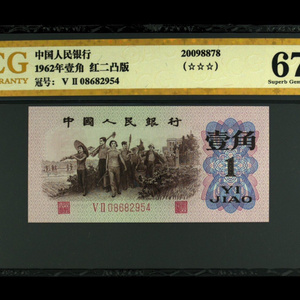 EG
RRANTY
中国人民银行
1962年壹角 红二凸版
冠号: V II 08682954
20098878
(☆☆☆)
67
Superb Gem
中國人民銀行
壹角
1
YI
JIAO
V II 08682954